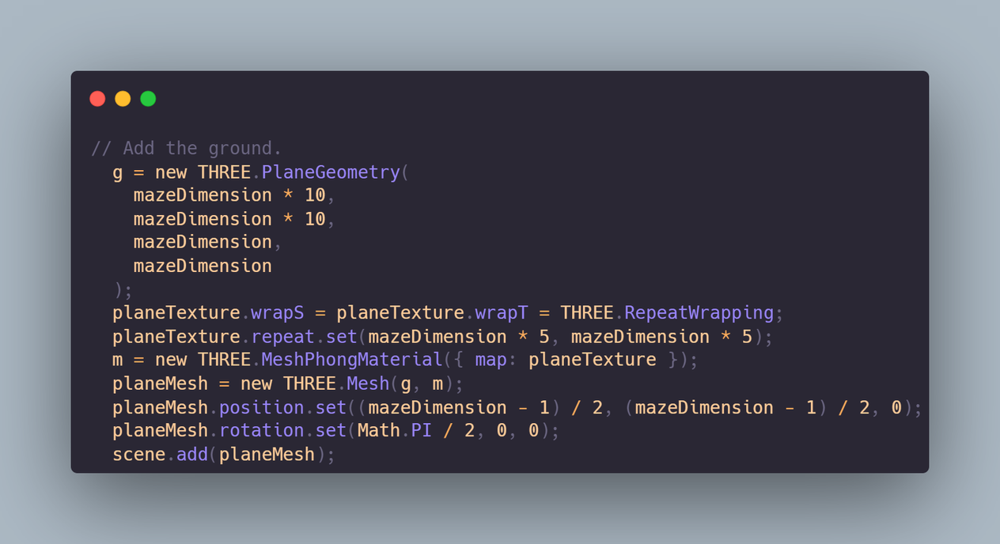 // Add the ground.
  g = new THREE.PlaneGeometry(
    mazeDimension * 10,
    mazeDimension * 10,
    mazeDimension,
    mazeDimension
  );
  planeTexture.wrapS = planeTexture.wrapT = THREE.RepeatWrapping;
  planeTexture.repeat.set(mazeDimension * 5, mazeDimension * 5);
  m = new THREE.MeshPhongMaterial({ map: planeTexture });
  planeMesh = new THREE.Mesh(g, m);
  planeMesh.position.set((mazeDimension - 1) / 2, (mazeDimension - 1) / 2, 0);
  planeMesh.rotation.set(Math.PI / 2, 0, 0);
  scene.add(planeMesh);